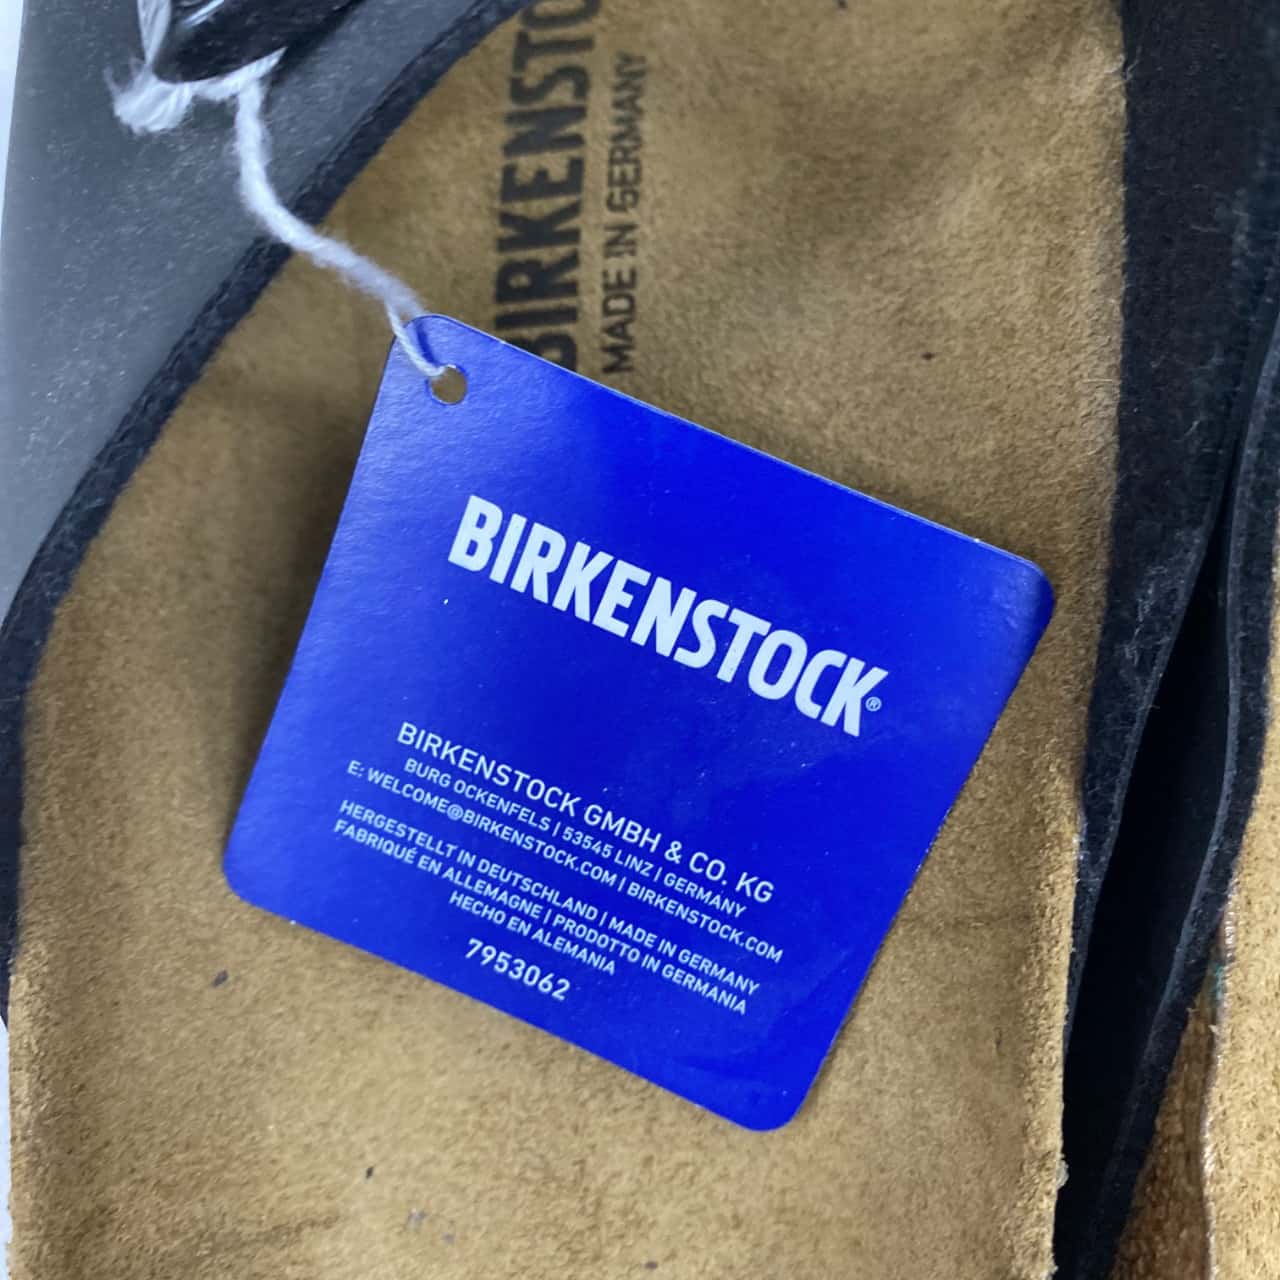 BIRKENSTO
MADE IN GERMANY
BIRKENSTOCK®
BIRKENSTOCK GMBH & CO. KG
BURG OCKENFELS | 53545 LINZ | GERMANY
E: WELCOME@BIRKENSTOCK.COM | BIRKENSTOCK.COM
HERGESTELLT IN DEUTSCHLAND | MADE IN GERMANY
FABRIQUÉ EN ALLEMAGNE | PRODOTTO IN GERMANIA
HECHO EN ALEMANIA
7953062